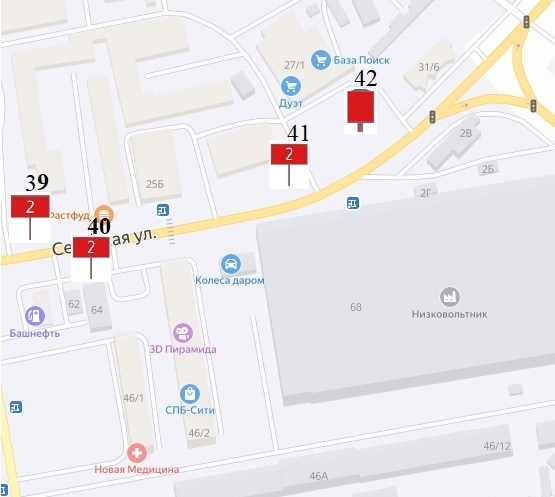 27/1
База Поиск
31/6
42
Дуэт
41
2
2В
2Б
2Г
39
2
25Б
Растфуд
40
2
ая ул.
Колеса даром
62
64
Башнефть
68
Низковольтник
3D Пирамида
СПБ-Сити
46/1
46/2
46/12
Новая Медицина
46А